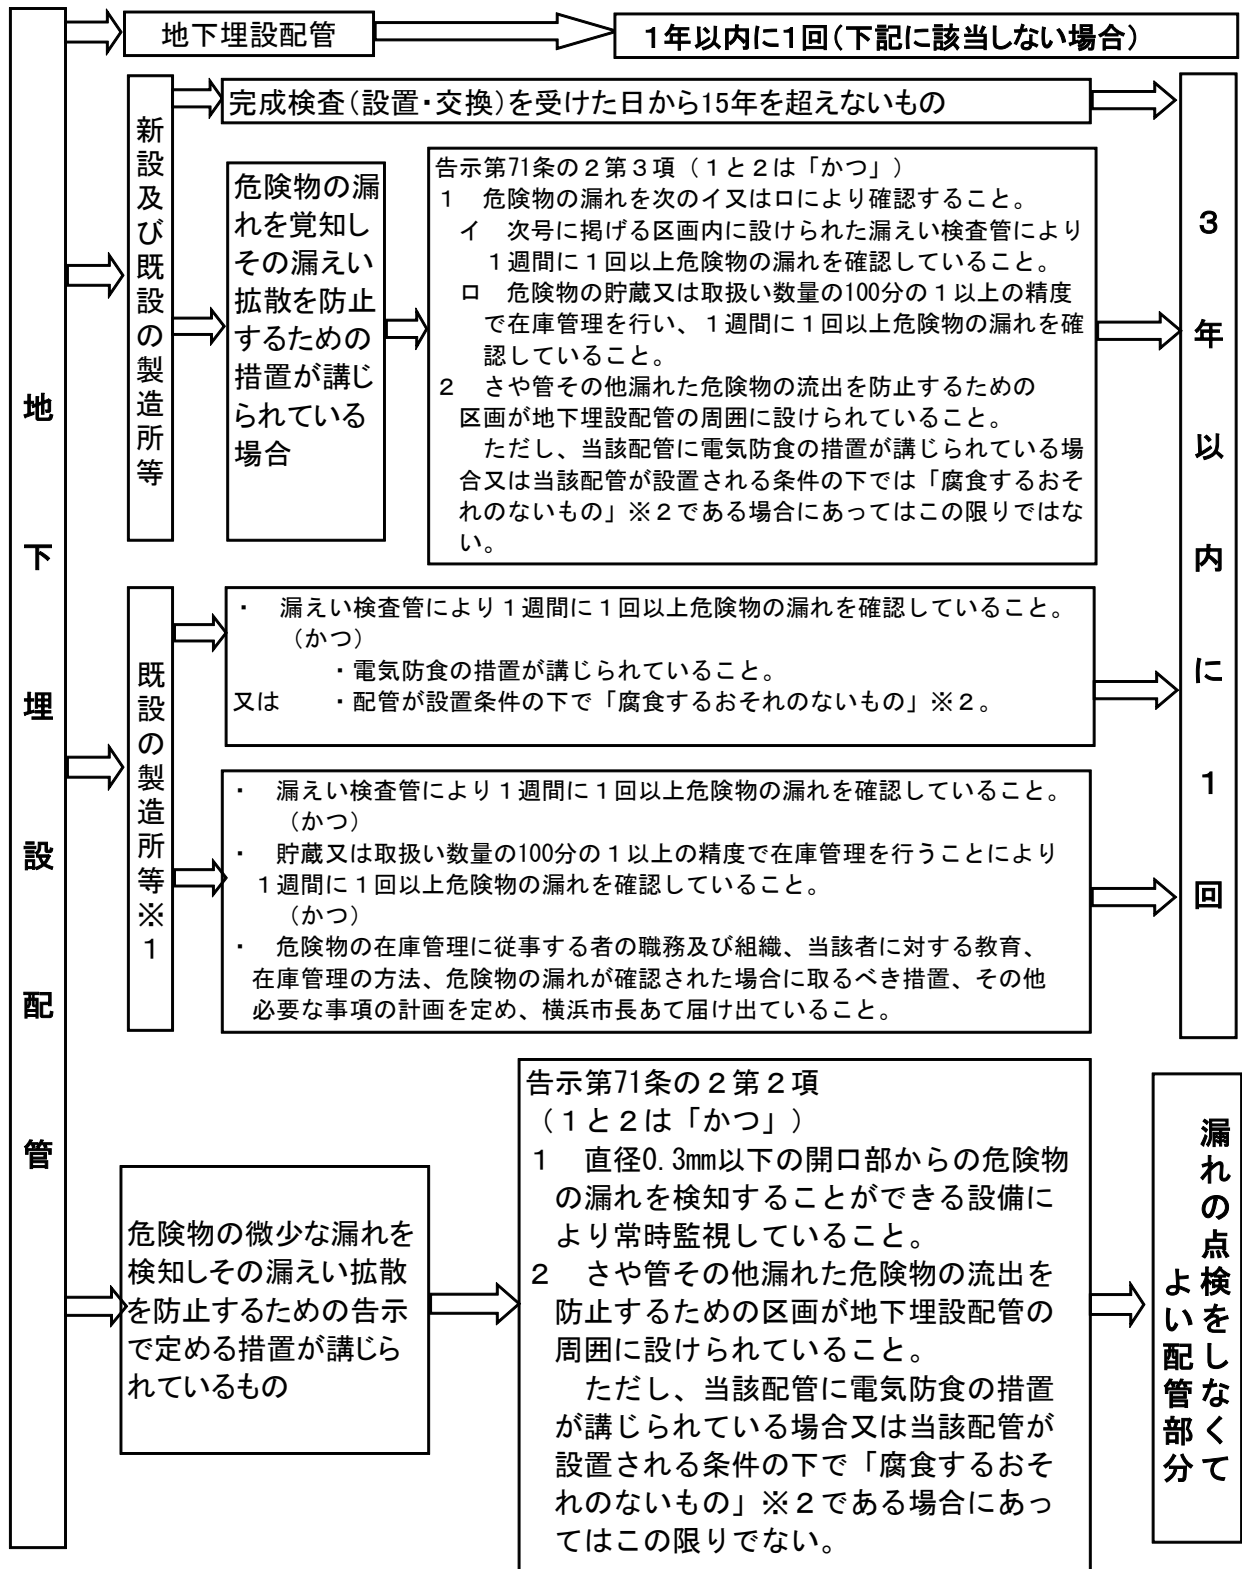 地下埋設配管
地下埋設配管
1年以内に1回(下記に該当しない場合)
新設及び既設の製造所等
完成検査(設置・交換)を受けた日から15年を超えないもの
危険物の漏
れを覚知し
その漏えい
拡散を防止
するための
措置が講じ
られている
場合
告示第71条の2第3項(1と2は「かつ」)
1 危険物の漏れを次のイ又はロにより確認すること。
イ 次号に掲げる区画内に設けられた漏えい検査管により
1週間に1回以上危険物の漏れを確認していること。
ロ 危険物の貯蔵又は取扱い数量の100分の1以上の精度
で在庫管理を行い、1週間に1回以上危険物の漏れを確
認していること。
2 さや管その他漏れた危険物の流出を防止するための
区画が地下埋設配管の周囲に設けられていること。
ただし、当該配管に電気防食の措置が講じられている場
合又は当該配管が設置される条件の下では「腐食するおそ
れのないもの」※2である場合にあってはこの限りではな
い。
3年以内に1回
既設の製造所等※1
・ 漏えい検査管により1週間に1回以上危険物の漏れを確認していること。
(かつ)
・電気防食の措置が講じられていること。
又は ・配管が設置条件の下で「腐食するおそれのないもの」※2。
・ 漏えい検査管により1週間に1回以上危険物の漏れを確認していること。
(かつ)
・ 貯蔵又は取扱い数量の100分の1以上の精度で在庫管理を行うことにより
1週間に1回以上危険物の漏れを確認していること。
(かつ)
・ 危険物の在庫管理に従事する者の職務及び組織、当該者に対する教育、
在庫管理の方法、危険物の漏れが確認された場合に取るべき措置、その他
必要な事項の計画を定め、横浜市長あて届け出ていること。
危険物の微少な漏れを
検知しその漏えい拡散
を防止するための告示
で定める措置が講じら
れているもの
告示第71条の2第2項
(1と2は「かつ」)
1 直径0.3mm以下の開口部からの危険物
の漏れを検知することができる設備に
より常時監視していること。
2 さや管その他漏れた危険物の流出を
防止するための区画が地下埋設配管の
周囲に設けられていること。
ただし、当該配管に電気防食の措置
が講じられている場合又は当該配管が
設置される条件の下で「腐食するおそ
れのないもの」※2である場合にあっ
てはこの限りでない。
漏れの点検をしなくて
よい配管部分